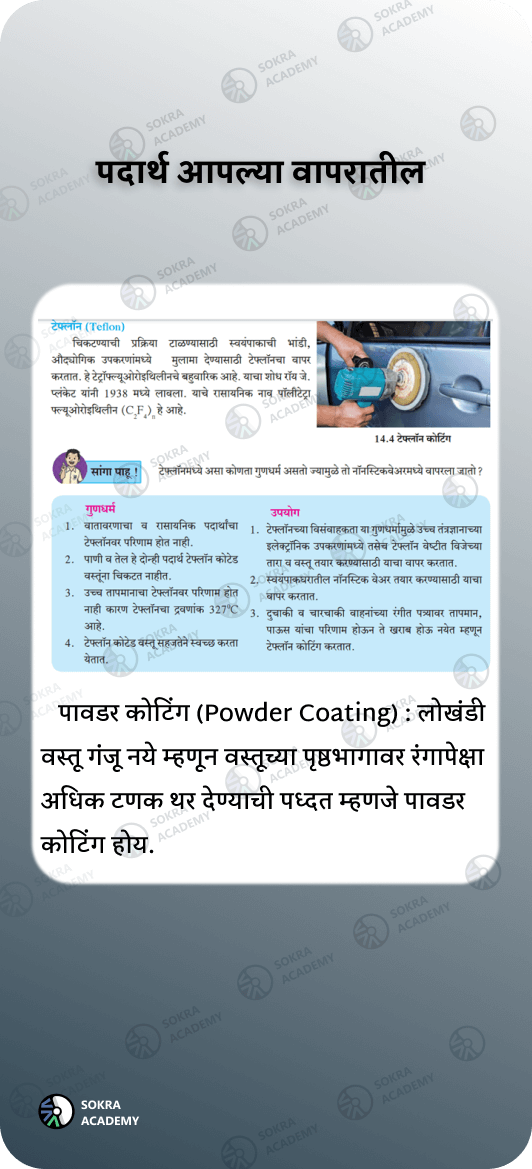 पदार्थ आपल्या वापरातील
टेफ्लॉन (Teflon)
चिकटण्याची प्रक्रिया टाळण्यासाठी स्वयंपाकाची भांडी,
औद्योगिक उपकरणांमध्ये मुलामा देण्यासाठी टेफ्लॉनचा वापर
करतात. हे टेट्रॉफ्ल्यूओरोइथिलीनचे बहुवारिक आहे. याचा शोध रॉय जे.
प्लंकेट यांनी 1938 मध्ये लावला. याचे रासायनिक नाव पॉलीटेट्रा
फ्ल्यूओरोइथिलीन (C2F4)n हे आहे.
14.4 टेफ्लॉन कोटिंग
सांगा पाहू !
टेफ्लॉनमध्ये असा कोणता गुणधर्म असतो ज्यामुळे तो नॉनस्टिकवेअरमध्ये वापरला जातो ?
गुणधर्म
1. वातावरणाचा व रासायनिक पदार्थांचा
टेफ्लॉनवर परिणाम होत नाही.
2. पाणी व तेल हे दोन्ही पदार्थ टेफ्लॉन कोटेड
वस्तूंना चिकटत नाहीत.
3. उच्च तापमानाचा टेफ्लॉनवर परिणाम होत
नाही कारण टेफ्लॉनचा द्रवणांक 327°C
आहे.
4. टेफ्लॉन कोटेड वस्तू सहजतेने स्वच्छ करता
येतात.
उपयोग
1. टेफ्लॉनच्या विसंवाहकता या गुणधर्मामुळे उच्च तंत्रज्ञानाच्या
इलेक्ट्रॉनिक उपकरणांमध्ये तसेच टेफ्लॉन वेष्टीत विजेच्या
तारा व वस्तू तयार करण्यासाठी याचा वापर करतात.
2. स्वयंपाकघरातील नॉनस्टिक वेअर तयार करण्यासाठी याचा
वापर करतात.
3. दुचाकी व चारचाकी वाहनांच्या रंगीत पत्र्यावर तापमान,
पाऊस यांचा परिणाम होऊन ते खराब होऊ नयेत म्हणून
टेफ्लॉन कोटिंग करतात.
पावडर कोटिंग (Powder Coating) : लोखंडी
वस्तू गंजू नये म्हणून वस्तूच्या पृष्ठभागावर रंगापेक्षा
अधिक टणक थर देण्याची पध्दत म्हणजे पावडर
कोटिंग होय.
SOKRA
ACADEMY